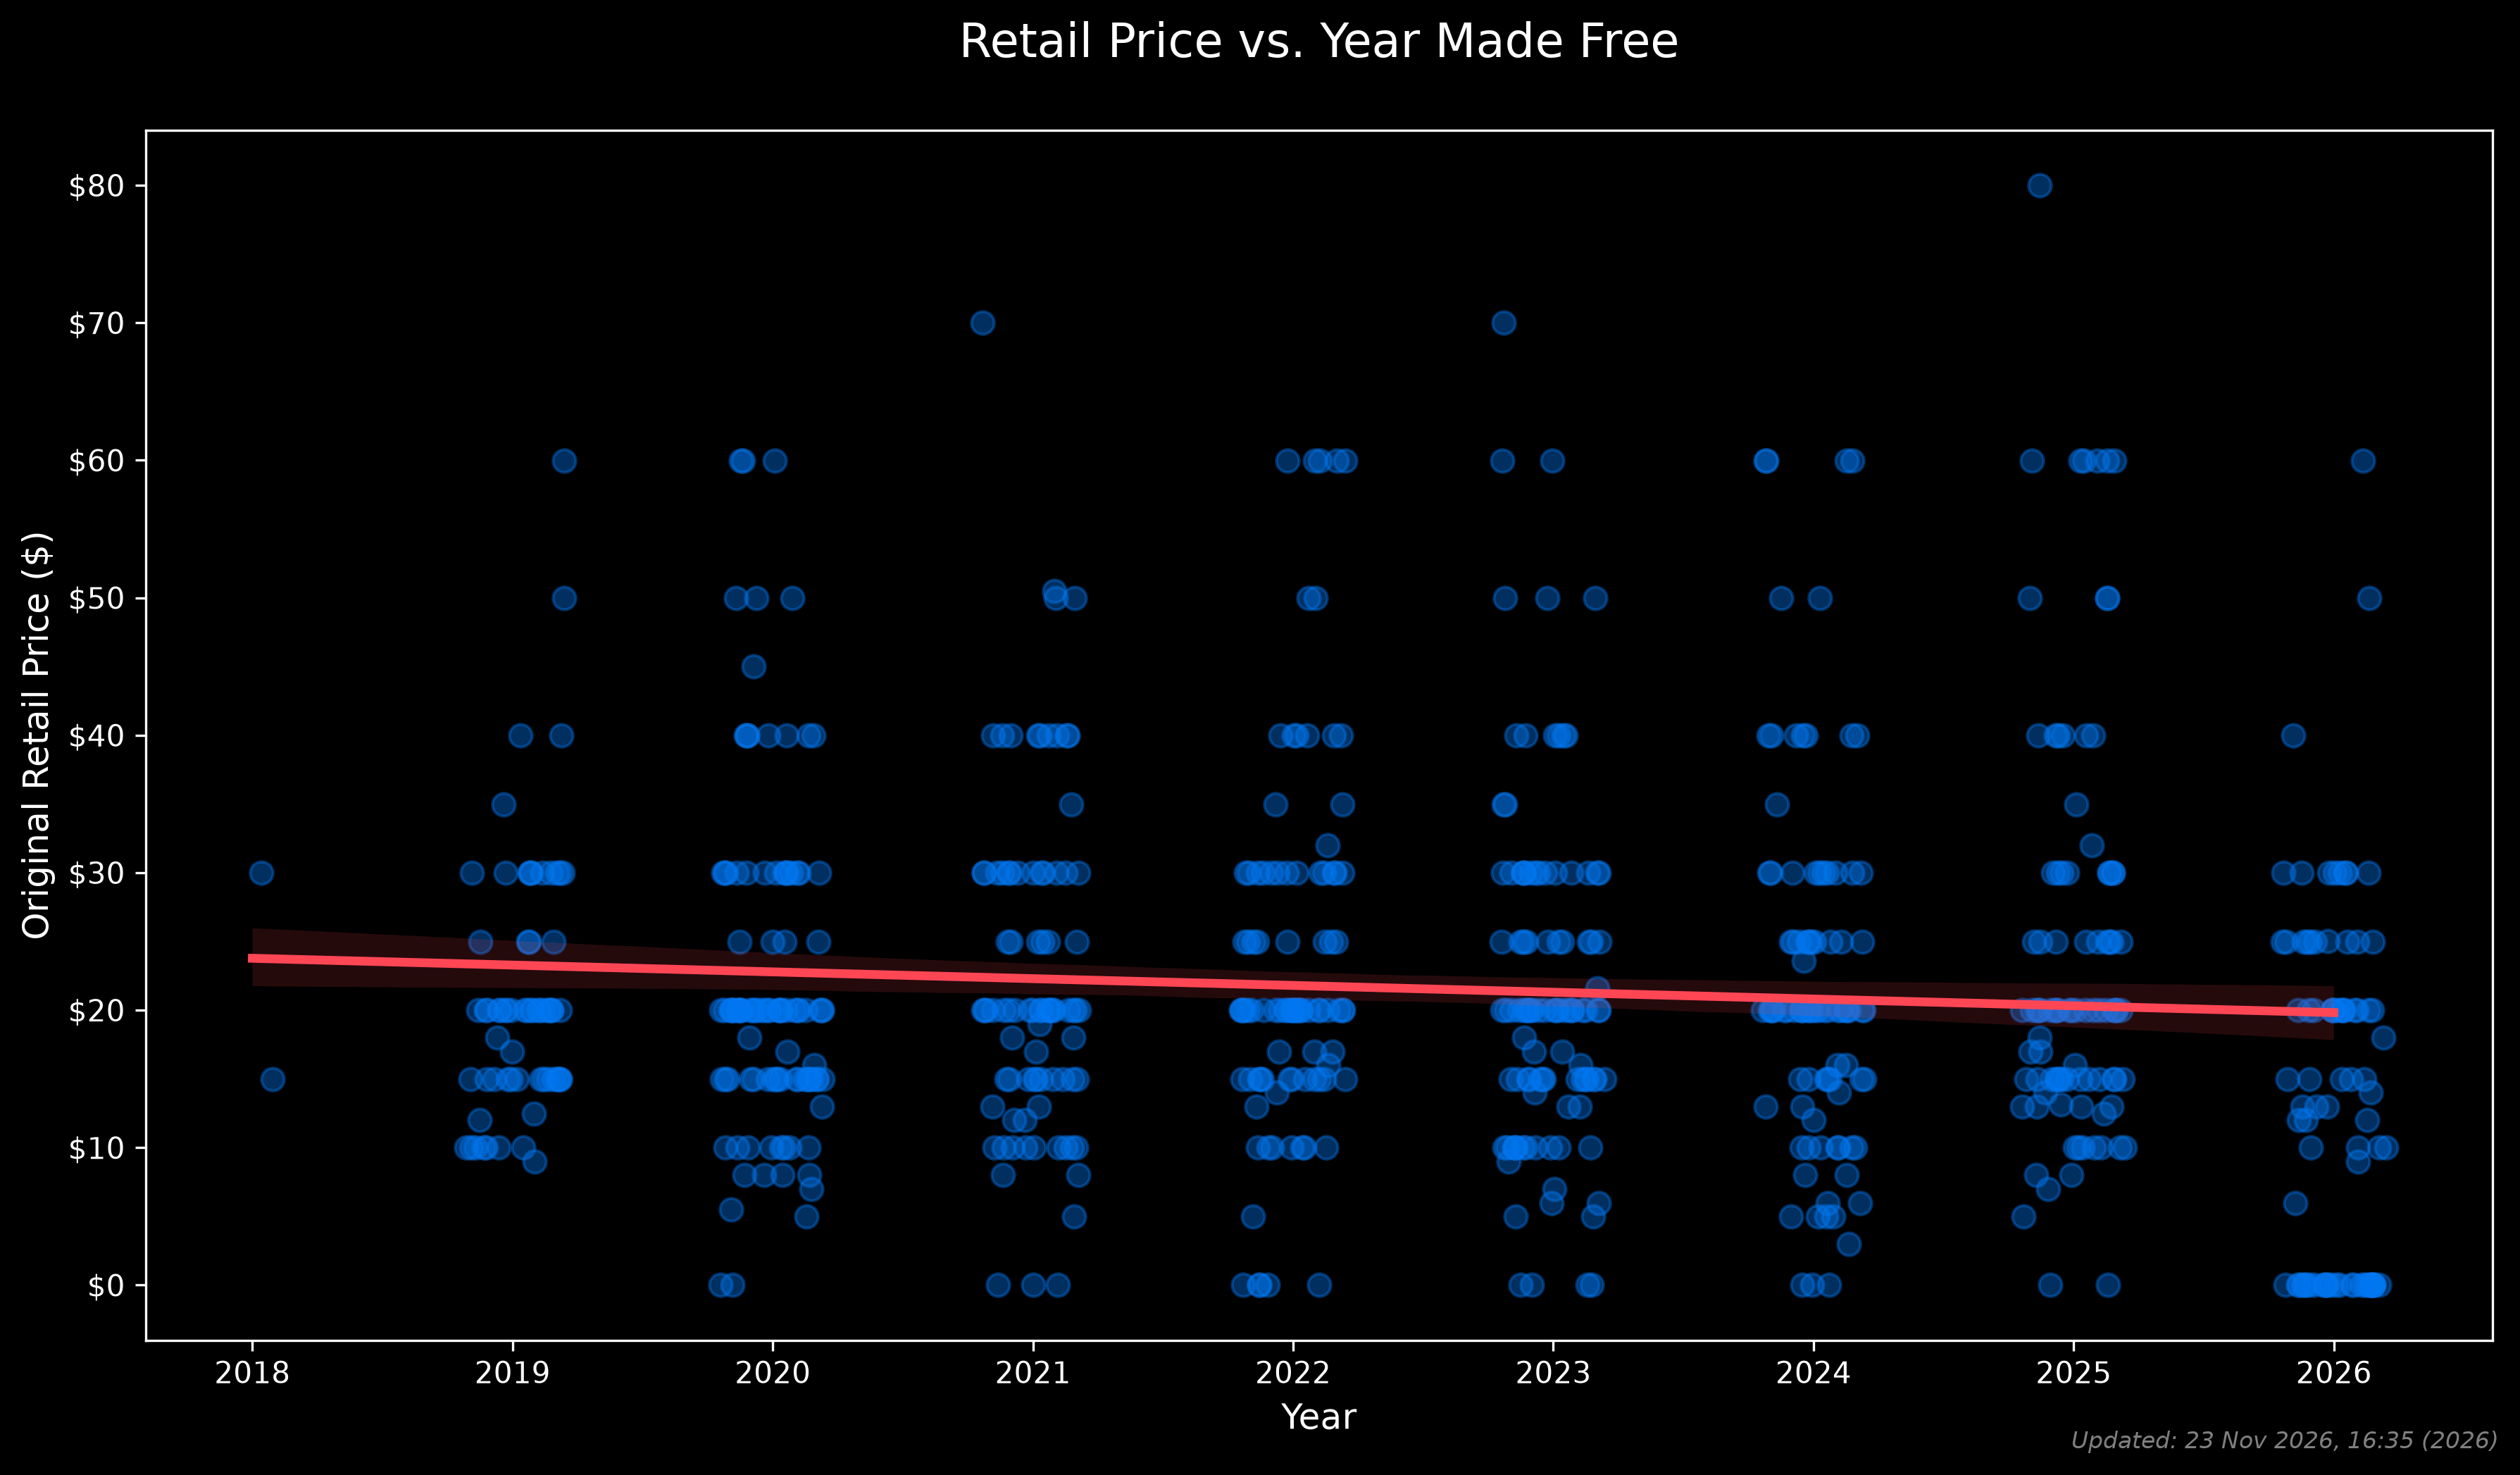 Retail Price vs. Year Made Free
Original Retail Price ($)
$80
$70
$60
$50
$40
$30
$20
$10
$0
2018 2019 2020 2021 2022 2023 2024 2025 2026
Year
Updated: 23 Nov 2026, 16:35 (2026)